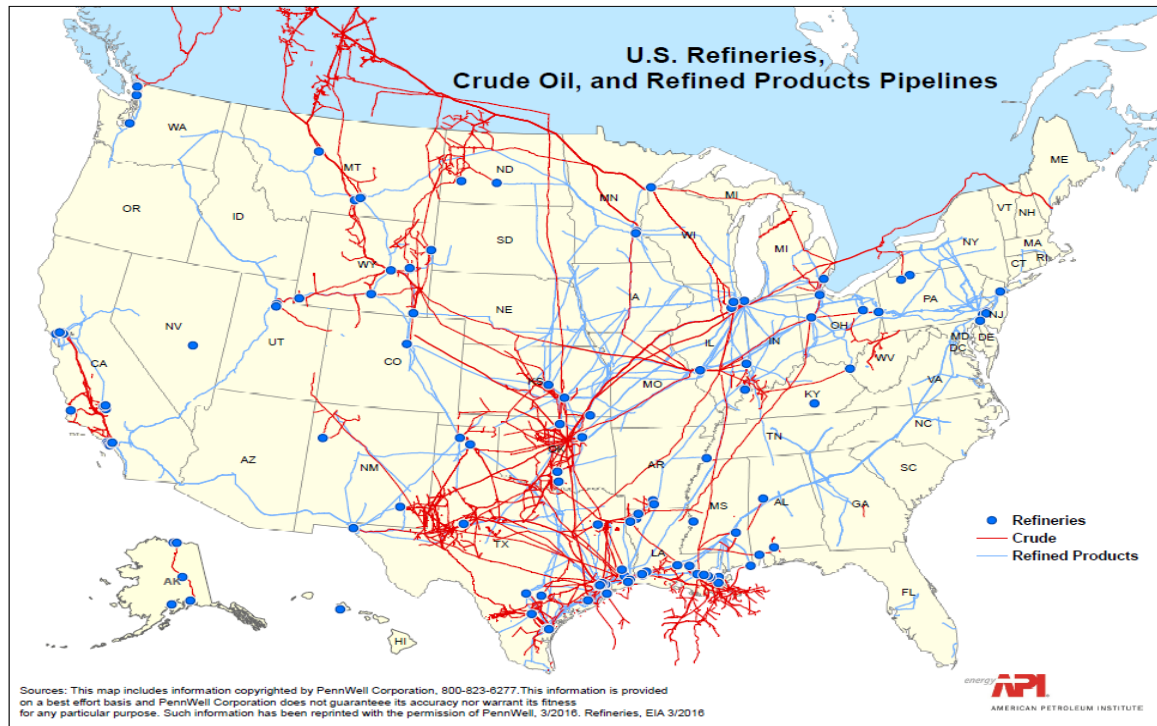 U.S. Refineries,
Crude Oil, and Refined Products Pipelines
WA
MT
ND
MN
MI
ME
OR
ID
WI
VT
NH
SD
MI
NY
MA
WY
CT
RI
IA
PA
NE
NJ
NV
OH
IL
IN
MD
DE
UT
DC
CA
CO
WV
KS
MO
VA
KY
NC
TN
AZ
NM
AR
SC
MS
AL
GA
TX
LA
AK
FL
HI
Refineries
Crude
Refined Products
Sources: This map includes information copyrighted by PennWell Corporation, 800-823-6277.This information is provided
on a best effort basis and PennWell Corporation does not guaranteee its accuracy nor warrant its fitness
for any particular purpose. Such information has been reprinted with the permission of PennWell, 3/2016. Refineries, EIA 3/2016
energy API
AMERICAN PETROLEUM INSTITUTE